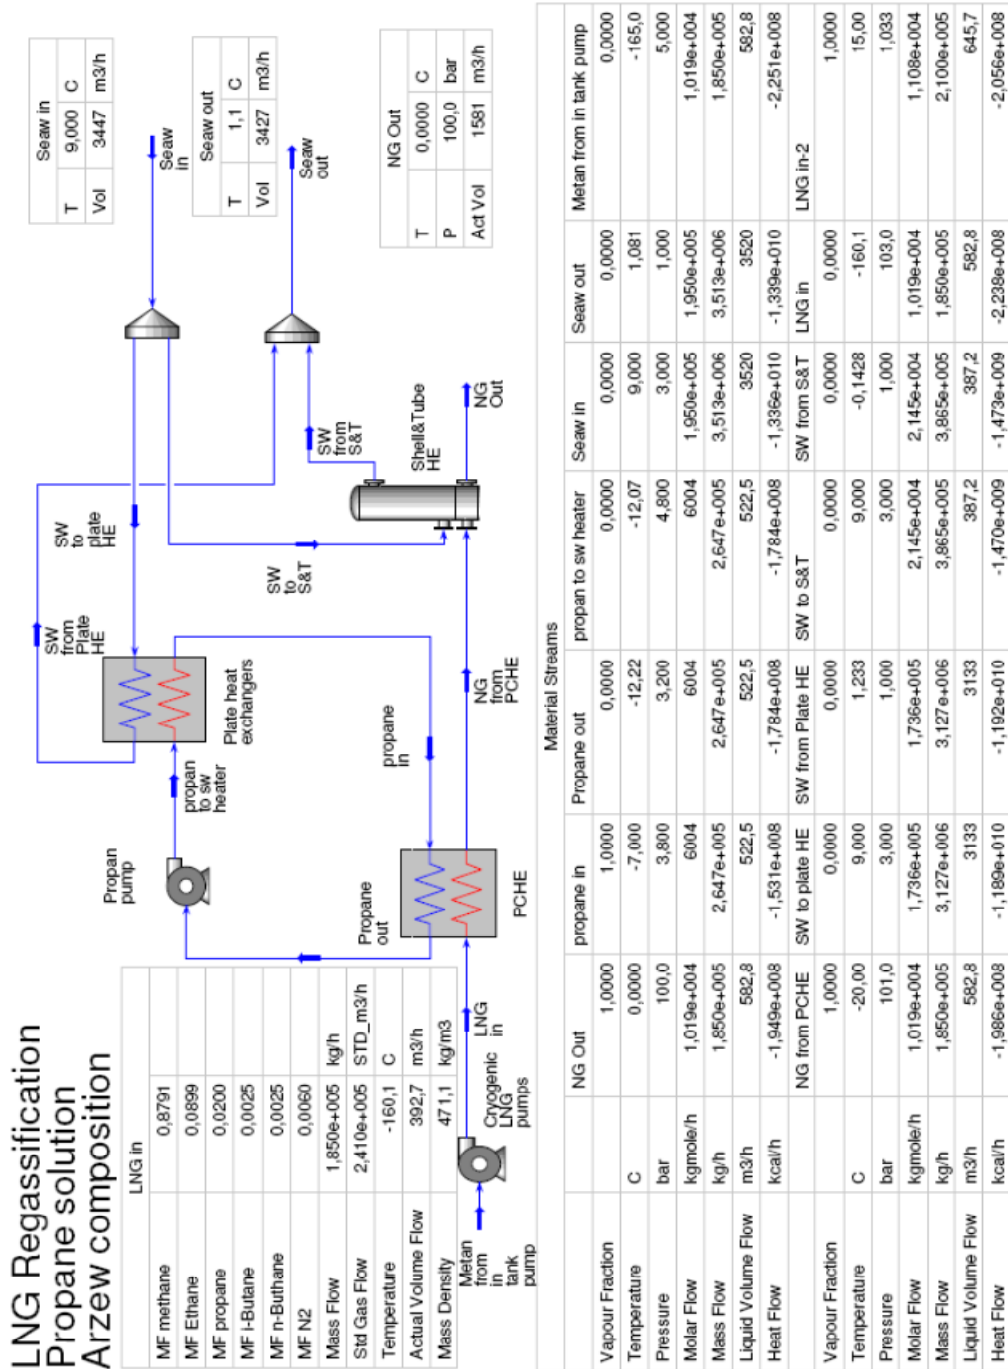 LNG Regassification
Propane solution
Arzew composition
LNG in
MF methane 0,8791
MF Ethane 0,0899
MF propane 0,0200
MF i-Butane 0,0025
MF n-Buthane 0,0025
MF N2 0,0060
Mass Flow 1,850e+005 kg/h
Std Gas Flow 2,410e+005 STD_m3/h
Temperature -160,1 C
Actual Volume Flow 392,7 m3/h
Mass Density 471,1 kg/m3
Seaw in
T 9,000 C
Vol 3447 m3/h
Seaw out
T 1,1 C
Vol 3427 m3/h
NG Out
T 0,0000 C
P 100,0 bar
Act Vol 1581 m3/h
Seaw
in
Seaw
out
SW
to
plate
HE
SW
from
Plate
HE
Plate heat
exchangers
propan
to sw
heater
Propan
pump
SW
to
S&T
SW
from
S&T
Shell&Tube
HE
NG
Out
propane
in
Propane
out
PCHE
NG
from
PCHE
LNG
in
Cryogenic
LNG
pumps
Metan
from
in
tank
pump
Material Streams
NG Out propane in Propane out propan to sw heater Seaw in Seaw out Metan from in tank pump
Vapour Fraction 1,0000 1,0000 0,0000 0,0000 0,0000 0,0000 0,0000
Temperature C 0,0000 -7,000 -12,22 -12,07 9,000 1,081 -165,0
Pressure bar 100,0 3,800 3,200 4,800 3,000 1,000 5,000
Molar Flow kgmole/h 1,019e+004 6004 6004 6004 1,950e+005 1,950e+005 1,019e+004
Mass Flow kg/h 1,850e+005 2,647e+005 2,647e+005 2,647e+005 3,513e+006 3,513e+006 1,850e+005
Liquid Volume Flow m3/h 582,8 522,5 522,5 522,5 3520 3520 582,8
Heat Flow kcal/h -1,949e+008 -1,531e+008 -1,784e+008 -1,784e+008 -1,336e+010 -1,339e+010 -2,251e+008
NG from PCHE SW to plate HE SW from Plate HE SW to S&T SW from S&T LNG in LNG in-2
Vapour Fraction 1,0000 0,0000 0,0000 0,0000 0,0000 0,0000 1,0000
Temperature C -20,00 9,000 1,233 9,000 -0,1428 -160,1 15,00
Pressure bar 101,0 3,000 1,000 3,000 1,000 103,0 1,033
Molar Flow kgmole/h 1,019e+004 1,736e+005 1,736e+005 2,145e+004 2,145e+004 1,019e+004 1,108e+004
Mass Flow kg/h 1,850e+005 3,127e+006 3,127e+006 3,865e+005 3,865e+005 1,850e+005 2,100e+005
Liquid Volume Flow m3/h 582,8 3133 3133 387,2 387,2 582,8 645,7
Heat Flow kcal/h -1,986e+008 -1,189e+010 -1,192e+010 -1,470e+009 -1,473e+009 -2,238e+008 -2,056e+008